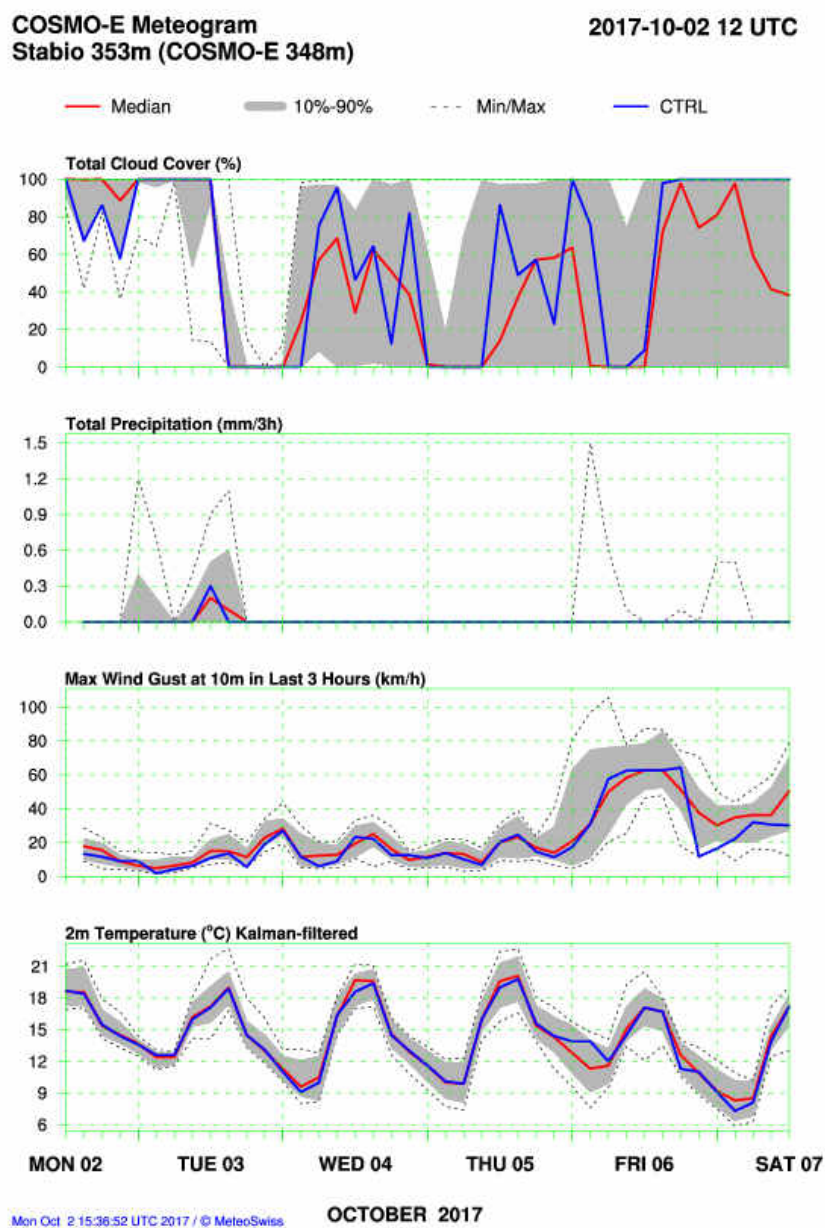 COSMO-E Meteogram 2017-10-02 12 UTC
Stabio 353m (COSMO-E 348m)
Median 10%-90% Min/Max CTRL
Total Cloud Cover (%)
100
80
60
40
20
0
Total Precipitation (mm/3h)
1.5
1.2
0.9
0.6
0.3
0.0
Max Wind Gust at 10m in Last 3 Hours (km/h)
100
80
60
40
20
0
2m Temperature (°C) Kalman-filtered
21
18
15
12
9
6
MON 02 TUE 03 WED 04 THU 05 FRI 06 SAT 07
OCTOBER 2017
Mon Oct 2 15:36:52 UTC 2017 / © MeteoSwiss